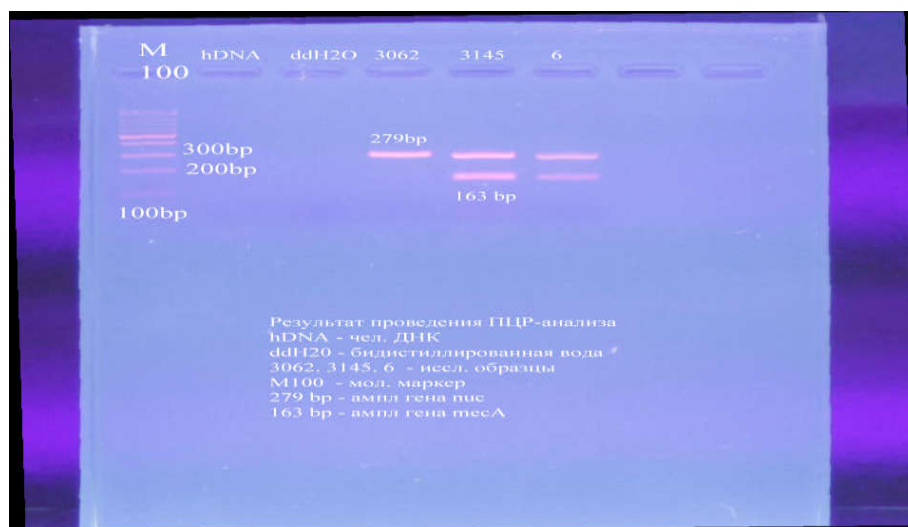 M hDNA ddH2O 3062 3145 6
100
279bp
300bp
200bp
163 bp
100bp
Результат проведения ПЦР-анализа
hDNA - чел. ДНК
ddH20 - бидистиллированная вода
3062, 3145, 6 - иссл. образцы
М100 - мол. маркер
279 bp - ампл гена nuc
163 bp - ампл гена mecA